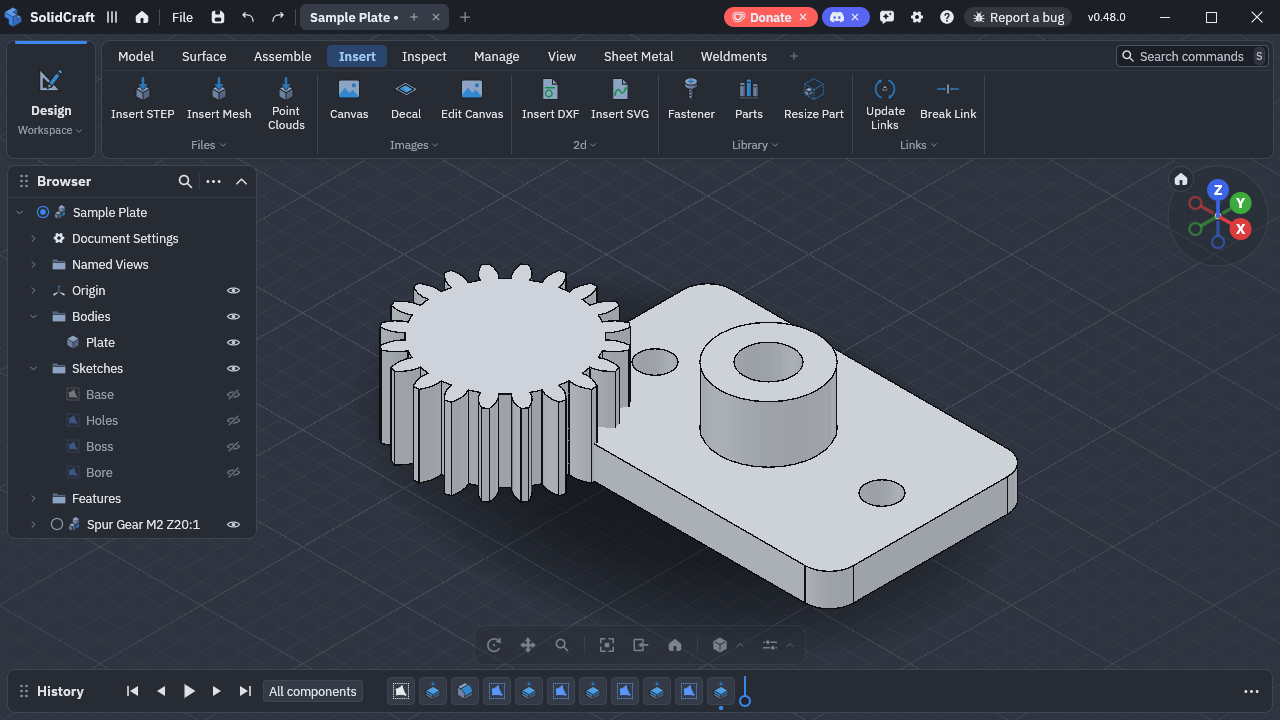 SolidCraft
File
Sample Plate •
Donate
Report a bug
v0.48.0
Design
Workspace
Model
Surface
Assemble
Insert
Inspect
Manage
View
Sheet Metal
Weldments
Search commands
S
Insert STEP
Insert Mesh
Point
Clouds
Files
Canvas
Decal
Edit Canvas
Images
Insert DXF
Insert SVG
2d
Fastener
Parts
Resize Part
Library
Update
Links
Break Link
Links
Browser
Sample Plate
Document Settings
Named Views
Origin
Bodies
Plate
Sketches
Base
Holes
Boss
Bore
Features
Spur Gear M2 Z20:1
Z
Y
X
History
All components